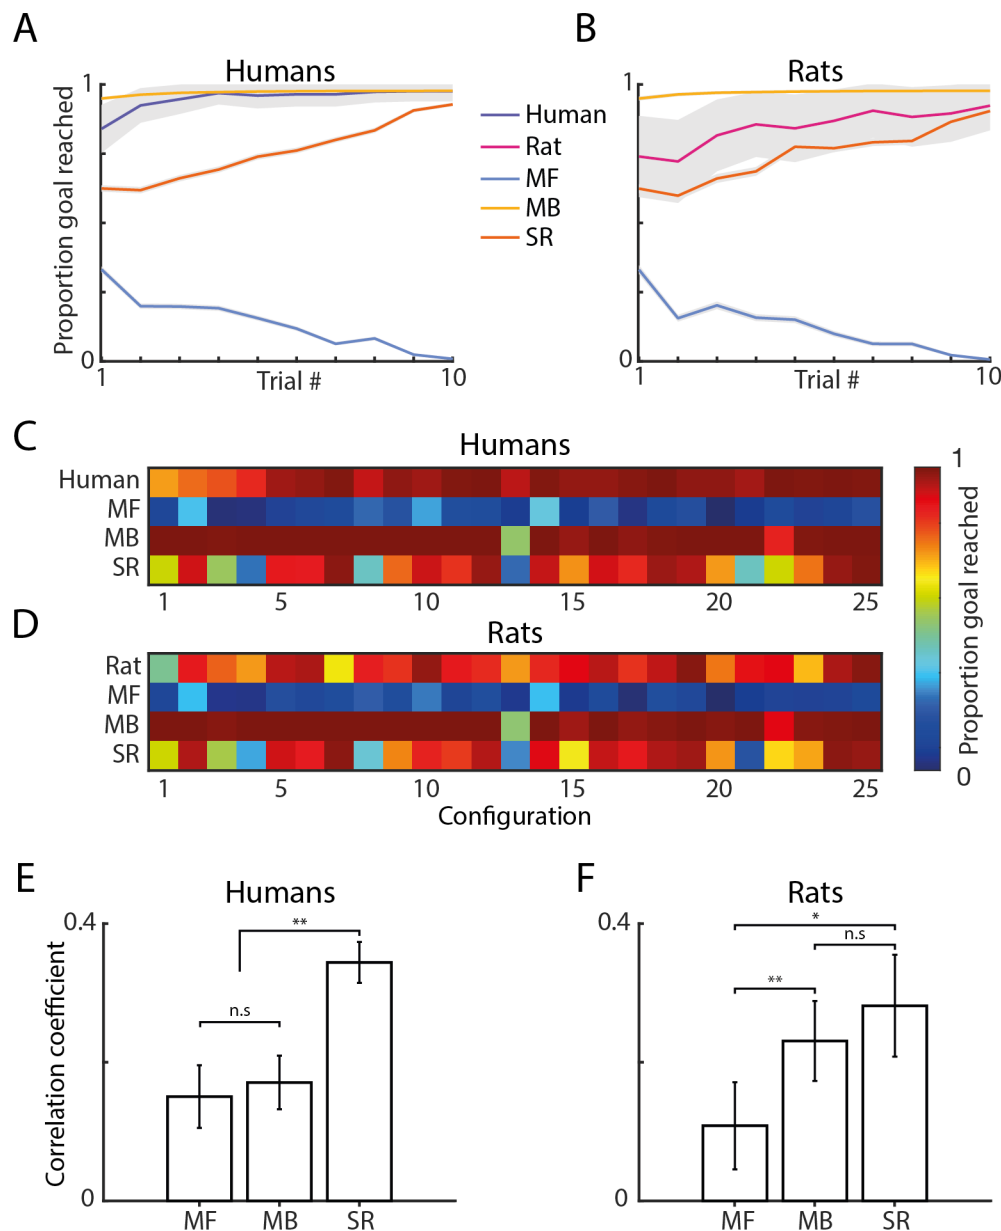 A
B
Humans
Rats
Proportion goal reached
1
0
1
Trial #
10
Human
Rat
MF
MB
SR
1
0
1
Trial #
10
C
Humans
Human
MF
MB
SR
1
5
10
15
20
25
D
Rats
Rat
MF
MB
SR
1
5
10
15
20
25
Configuration
1
Proportion goal reached
0
E
Humans
Correlation coefficient
0.4
0
**
n.s
MF
MB
SR
F
Rats
0.4
0
*
n.s
**
MF
MB
SR